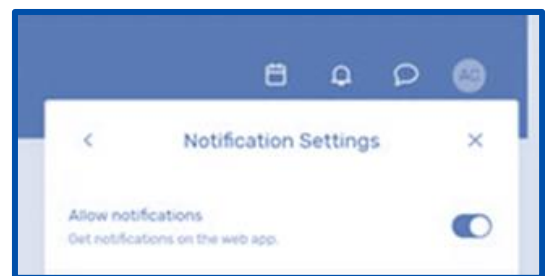 AC
Notification Settings
Allow notifications
Get notifications on the web app.